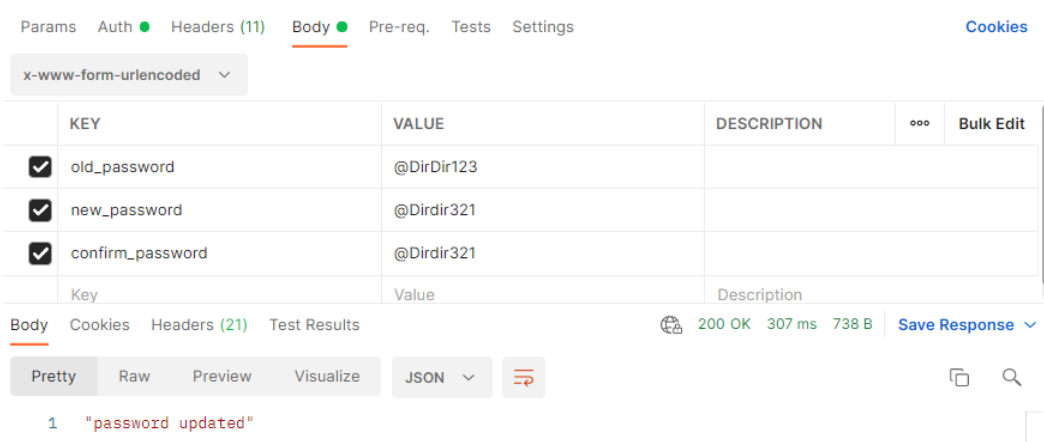 Params Auth Headers (11) Body Pre-req. Tests Settings Cookies
x-www-form-urlencoded
KEY VALUE DESCRIPTION ooo Bulk Edit
old_password @DirDir123
new_password @Dirdir321
confirm_password @Dirdir321
Key Value Description
Body Cookies Headers (21) Test Results 200 OK 307 ms 738 B Save Response
Pretty Raw Preview Visualize JSON
1 "password updated"